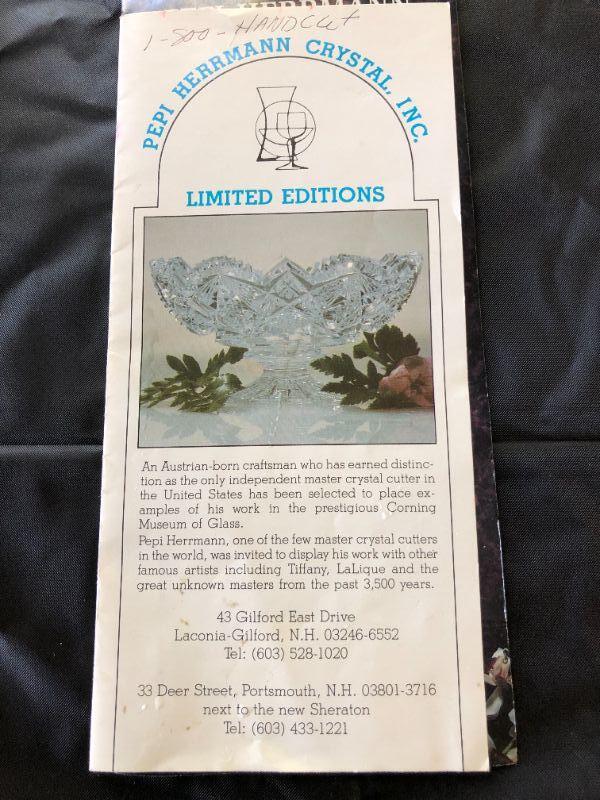 HERRMANN
1-800-HANDCUT
PEPI HERRMANN CRYSTAL, INC.
LIMITED EDITIONS
An Austrian-born craftsman who has earned distinc-
tion as the only independent master crystal cutter in
the United States has been selected to place ex-
amples of his work in the prestigious Corning
Museum of Glass.
Pepi Herrmann, one of the few master crystal cutters
in the world, was invited to display his work with other
famous artists including Tiffany, LaLique and the
great unknown masters from the past 3,500 years.
43 Gilford East Drive
Laconia-Gilford, N.H. 03246-6552
Tel: (603) 528-1020
33 Deer Street, Portsmouth, N.H. 03801-3716
next to the new Sheraton
Tel: (603) 433-1221